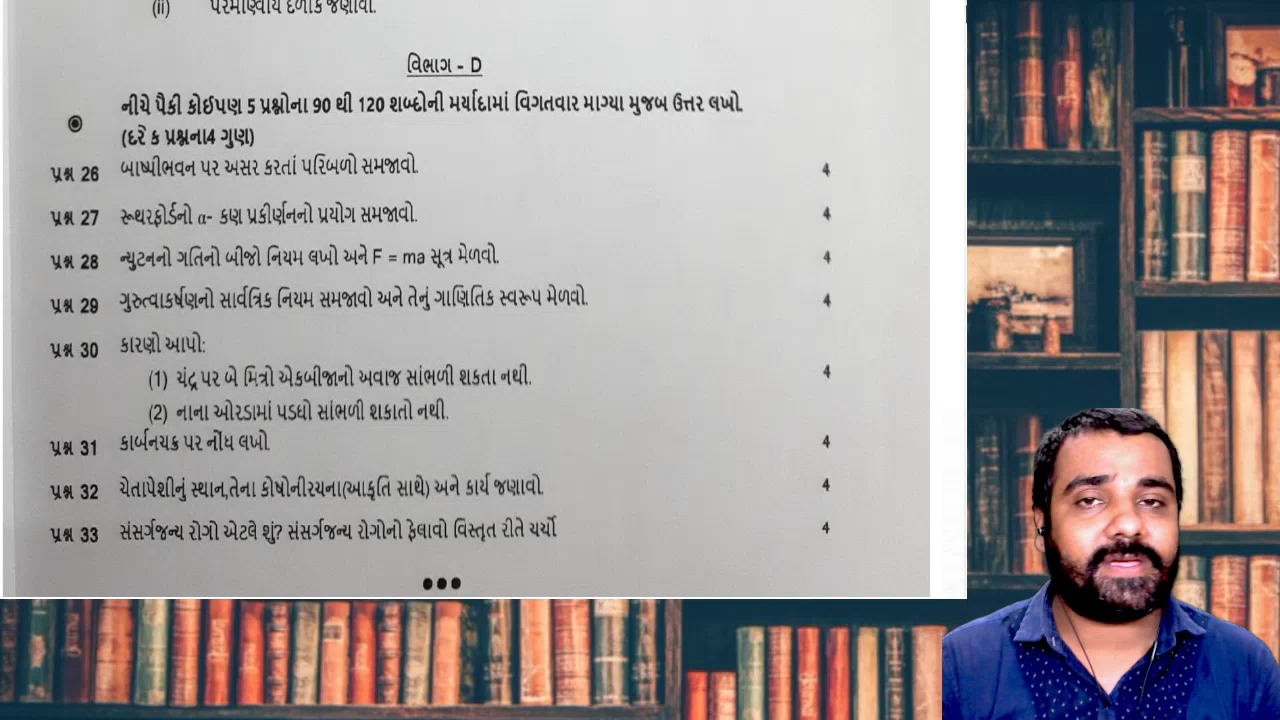 (ii) પરમાણ્વીય દળાંક જણાવો.
વિભાગ - D
નીચે પૈકી કોઈપણ 5 પ્રશ્નોના 90 થી 120 શબ્દોની મર્યાદામાં વિગતવાર માગ્યા મુજબ ઉત્તર લખો.
(દરે ક પ્રશ્નના4 ગુણ)
પ્રશ્ન 26 બાષ્પીભવન પર અસર કરતાં પરિબળો સમજાવો. 4
પ્રશ્ન 27 રૂથરફોર્ડનો α- કણ પ્રકીર્ણનનો પ્રયોગ સમજાવો. 4
પ્રશ્ન 28 ન્યુટનનો ગતિનો બીજો નિયમ લખો અને F = ma સૂત્ર મેળવો. 4
પ્રશ્ન 29 ગુરુત્વાકર્ષણનો સાર્વત્રિક નિયમ સમજાવો અને તેનું ગાણિતિક સ્વરૂપ મેળવો. 4
પ્રશ્ન 30 કારણો આપો:
(1) ચંદ્ર પર બે મિત્રો એકબીજાનો અવાજ સાંભળી શકતા નથી. 4
(2) નાના ઓરડામાં પડઘો સાંભળી શકાતો નથી.
પ્રશ્ન 31 કાર્બનચક્ર પર નોંધ લખો. 4
પ્રશ્ન 32 ચેતાપેશીનું સ્થાન,તેના કોષોનીરચના(આકૃતિ સાથે) અને કાર્ય જણાવો. 4
પ્રશ્ન 33 સંસર્ગજન્ય રોગો એટલે શું? સંસર્ગજન્ય રોગોનો ફેલાવો વિસ્તૃત રીતે ચર્ચો 4